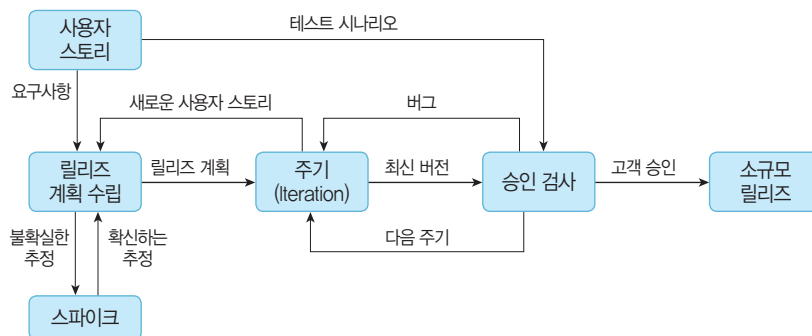 사용자
스토리
테스트 시나리오
요구사항
새로운 사용자 스토리
버그
릴리즈
계획 수립
릴리즈 계획
주기
(Iteration)
최신 버전
승인 검사
고객 승인
소규모
릴리즈
불확실한
추정
확신하는
추정
다음 주기
스파이크